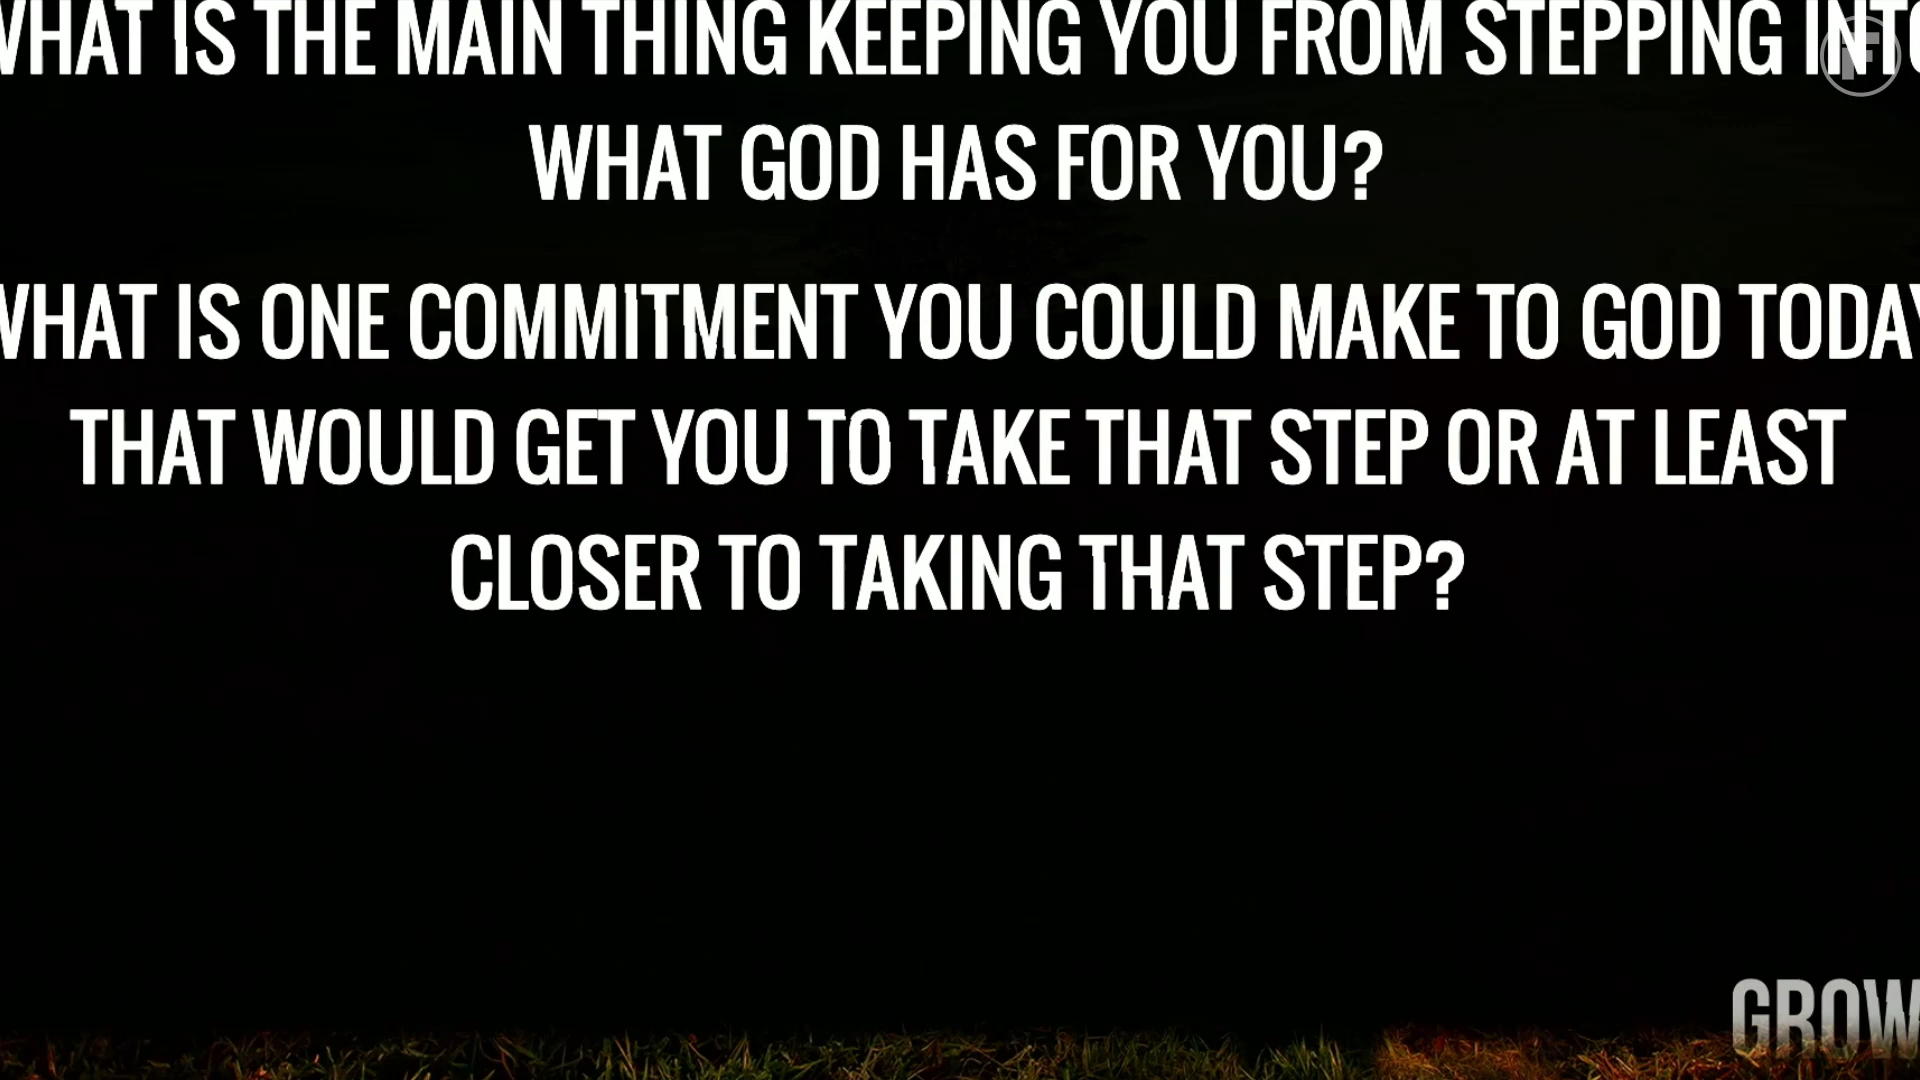 WHAT IS THE MAIN THING KEEPING YOU FROM STEPPING INTO
WHAT GOD HAS FOR YOU?
WHAT IS ONE COMMITMENT YOU COULD MAKE TO GOD TODAY
THAT WOULD GET YOU TO TAKE THAT STEP OR AT LEAST
CLOSER TO TAKING THAT STEP?
GROW